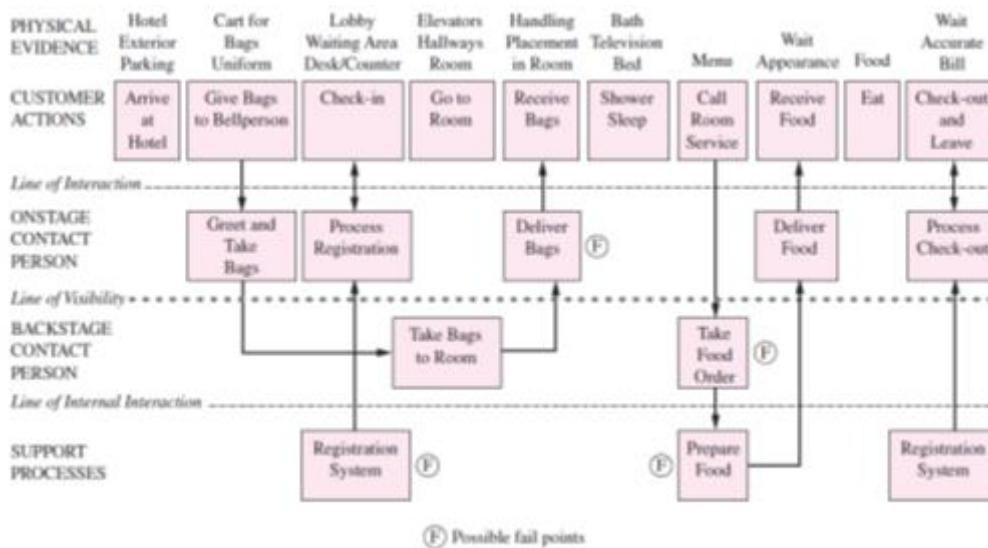 PHYSICAL
EVIDENCE
Hotel
Exterior
Parking
Cart for
Bags
Uniform
Lobby
Waiting Area
Desk/Counter
Elevators
Hallways
Room
Handling
Placement
in Room
Bath
Television
Bed
Menu
Wait
Appearance
Food
Wait
Accurate
Bill
CUSTOMER
ACTIONS
Arrive
at
Hotel
Give Bags
to Bellperson
Check-in
Go to
Room
Receive
Bags
Shower
Sleep
Call
Room
Service
Receive
Food
Eat
Check-out
and
Leave
Line of Interaction
ONSTAGE
CONTACT
PERSON
Greet and
Take
Bags
Process
Registration
Deliver
Bags
F
Deliver
Food
Process
Check-out
Line of Visibility
BACKSTAGE
CONTACT
PERSON
Take Bags
to Room
Take
Food
Order
F
Line of Internal Interaction
SUPPORT
PROCESSES
Registration
System
F
F
Prepare
Food
Registration
System
F Possible fail points